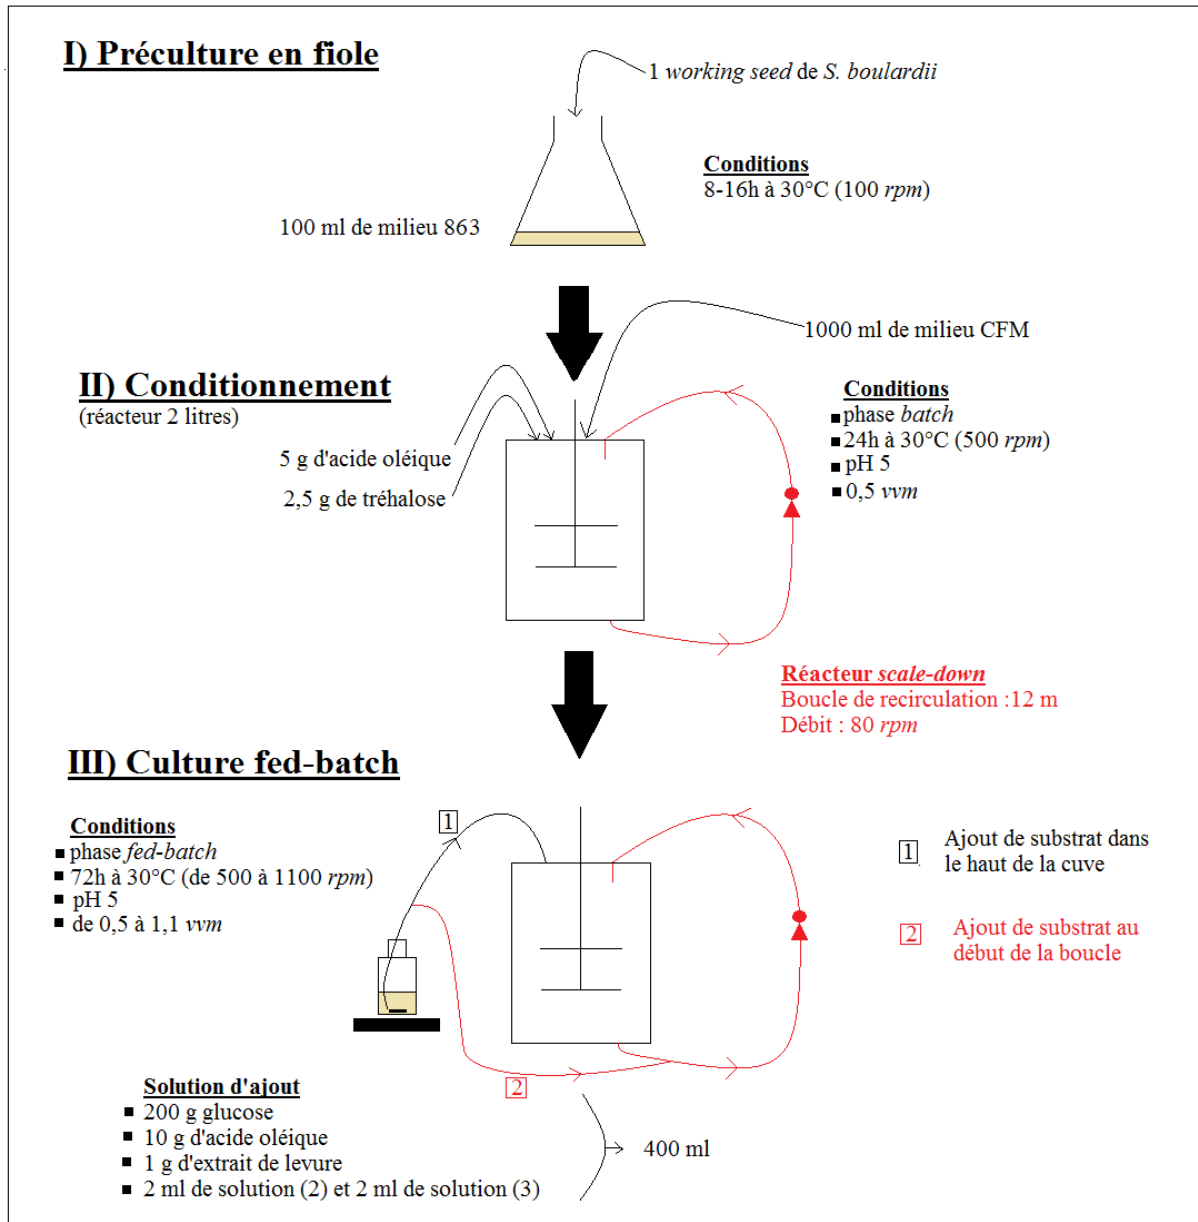 I) Préculture en fiole
1 working seed de S. boulardii
Conditions
8-16h à 30°C (100 rpm)
100 ml de milieu 863
1000 ml de milieu CFM
II) Conditionnement
(réacteur 2 litres)
Conditions
■ phase batch
■ 24h à 30°C (500 rpm)
■ pH 5
■ 0,5 vvm
5 g d'acide oléique
2,5 g de tréhalose
Réacteur scale-down
Boucle de recirculation :12 m
Débit : 80 rpm
III) Culture fed-batch
Conditions
■ phase fed-batch
■ 72h à 30°C (de 500 à 1100 rpm)
■ pH 5
■ de 0,5 à 1,1 vvm
1
1 Ajout de substrat dans
le haut de la cuve
2 Ajout de substrat au
début de la boucle
2
Solution d'ajout
■ 200 g glucose
■ 10 g d'acide oléique
■ 1 g d'extrait de levure
■ 2 ml de solution (2) et 2 ml de solution (3)
400 ml